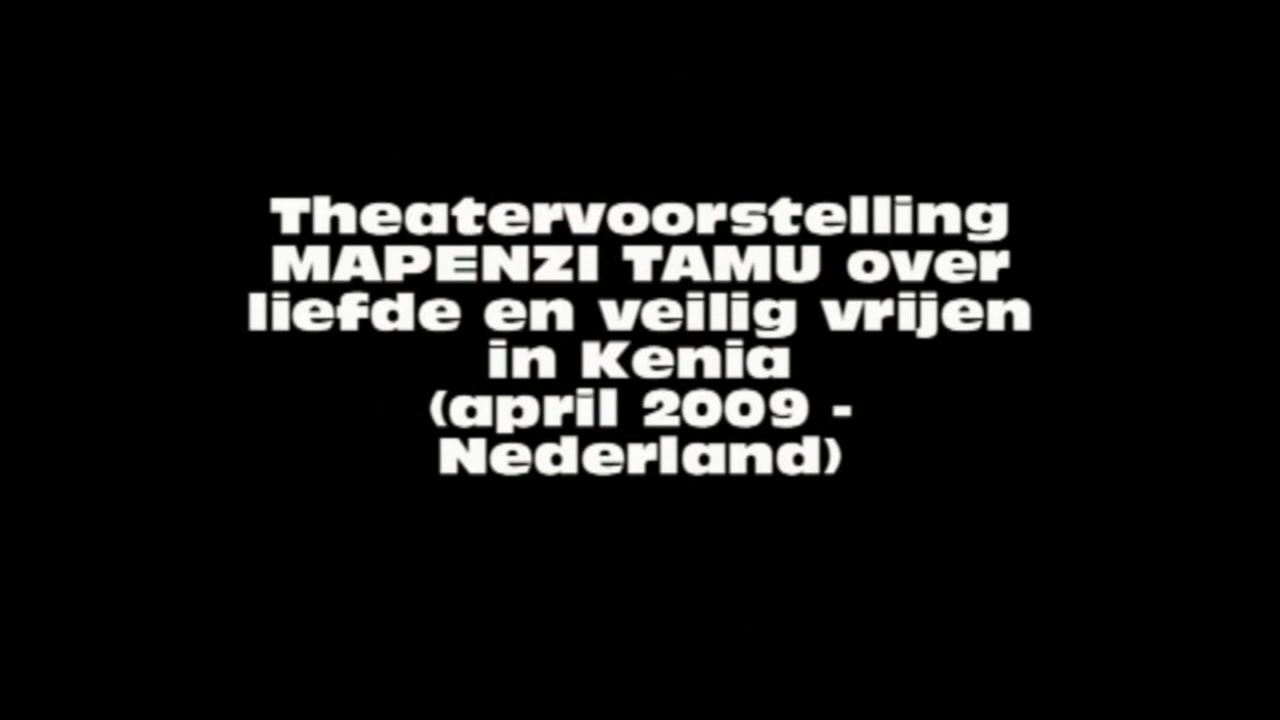 Theatervoorstelling
MAPENZI TAMU over
liefde en veilig vrijen
in Kenia
(april 2009 -
Nederland)